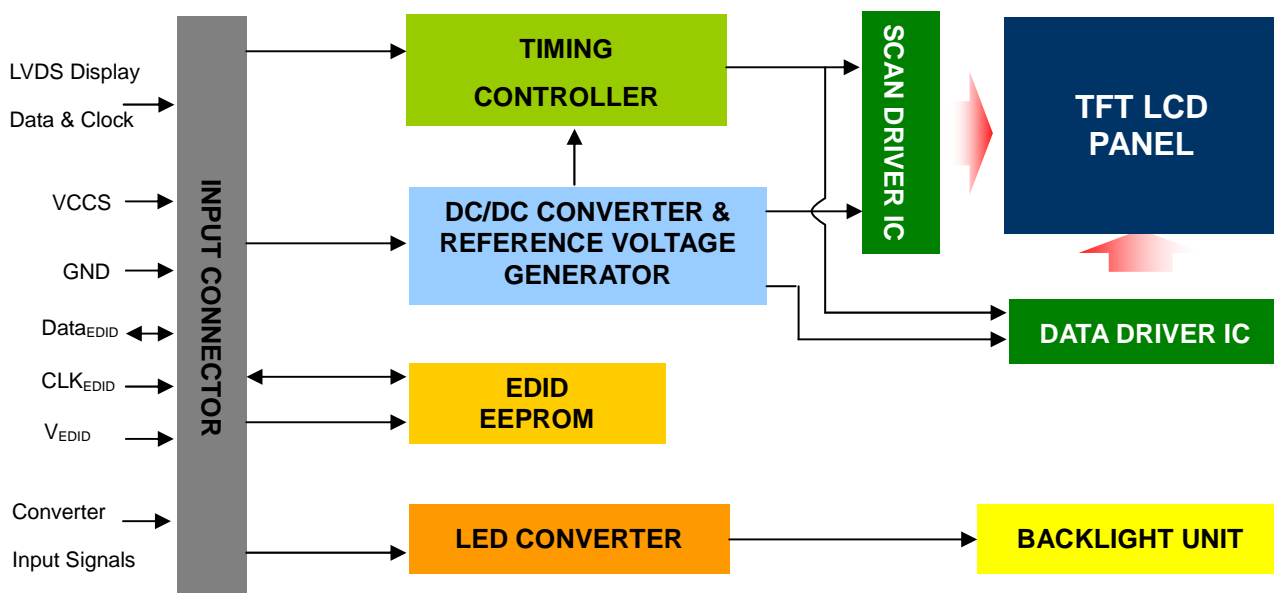 LVDS Display
Data & Clock
VCCS
GND
DataEDID
CLKEDID
VEDID
Converter
Input Signals
INPUT CONNECTOR
TIMING
CONTROLLER
DC/DC CONVERTER &
REFERENCE VOLTAGE
GENERATOR
EDID
EEPROM
LED CONVERTER
SCAN DRIVER IC
TFT LCD
PANEL
DATA DRIVER IC
BACKLIGHT UNIT